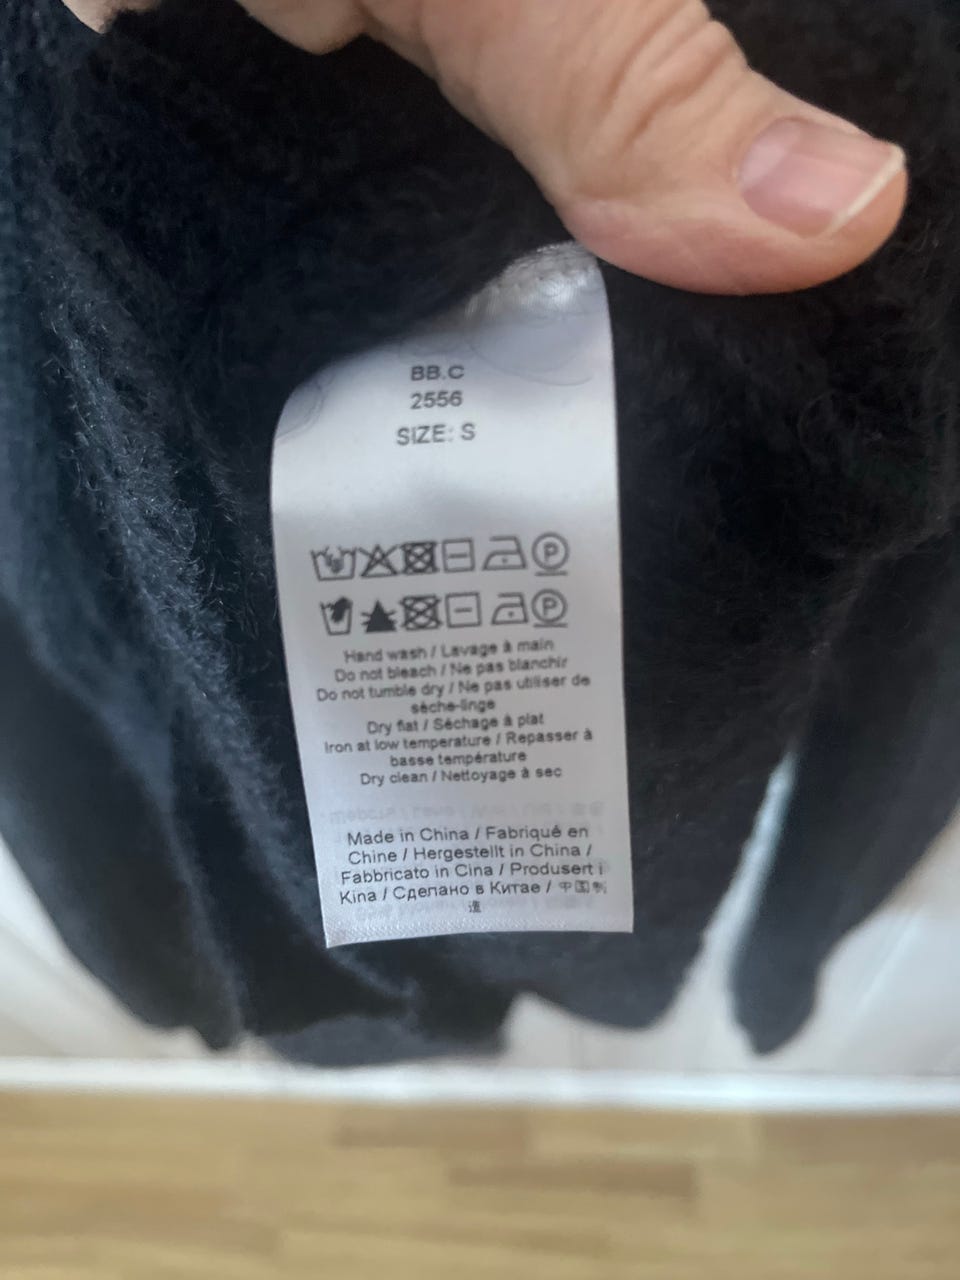 BB.C
2556
SIZE: S
P
P
Hand wash / Lavage à main
Do not bleach / Ne pas blanchir
Do not tumble dry / Ne pas utiliser de
sèche-linge
Dry flat / Séchage à plat
Iron at low temperature / Repasser à
basse température
Dry clean / Nettoyage à sec
Made in China / Fabriqué en
Chine / Hergestellt in China /
Fabbricato in Cina / Produsert i
Kina / Сделано в Китае / 中国制
造